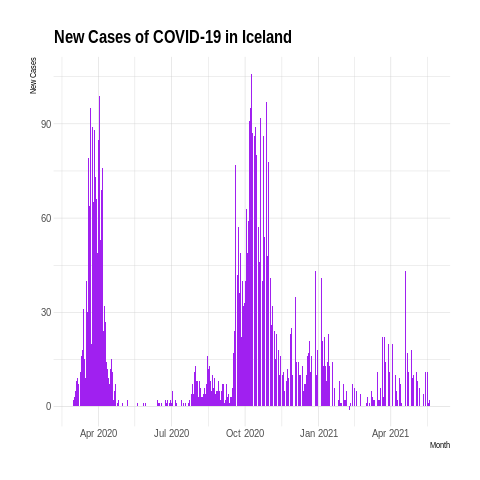 New Cases of COVID-19 in Iceland
New Cases
90
60
30
0
Apr 2020 Jul 2020 Oct 2020 Jan 2021 Apr 2021
Month